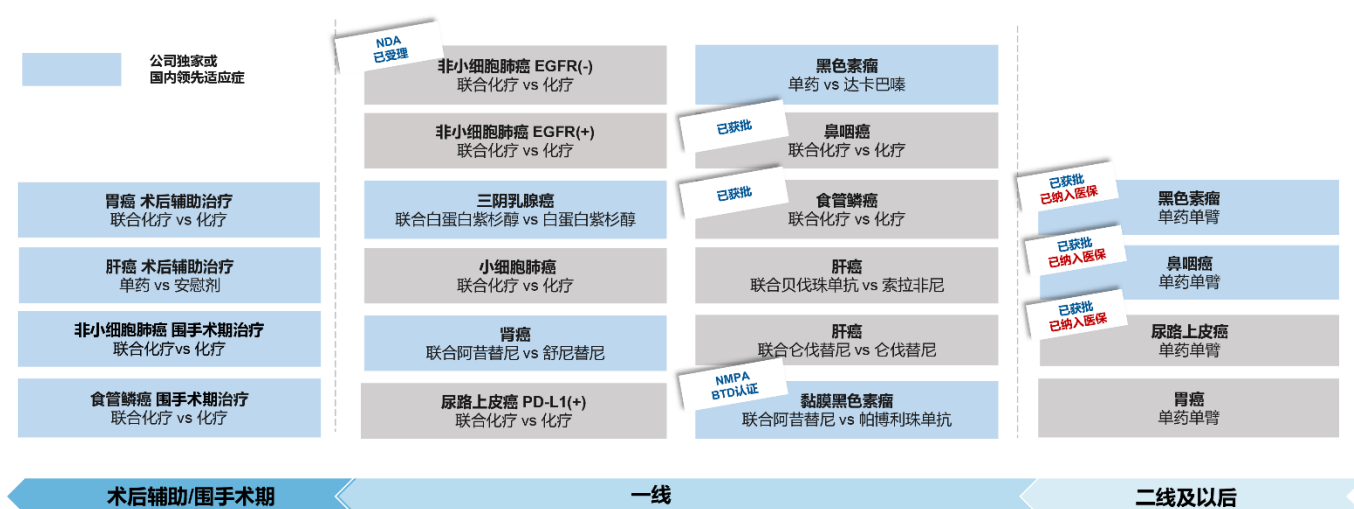 公司独家或
国内领先适应症
胃癌 术后辅助治疗
联合化疗 vs 化疗
肝癌 术后辅助治疗
单药 vs 安慰剂
非小细胞肺癌 围手术期治疗
联合化疗vs 化疗
食管鳞癌 围手术期治疗
联合化疗 vs 化疗
NDA
已受理
非小细胞肺癌 EGFR(-)
联合化疗 vs 化疗
非小细胞肺癌 EGFR(+)
联合化疗 vs 化疗
三阴乳腺癌
联合白蛋白紫杉醇 vs 白蛋白紫杉醇
小细胞肺癌
联合化疗 vs 化疗
肾癌
联合阿昔替尼 vs 舒尼替尼
尿路上皮癌 PD-L1(+)
联合化疗 vs 化疗
黑色素瘤
单药 vs 达卡巴嗪
已获批
鼻咽癌
联合化疗 vs 化疗
已获批
食管鳞癌
联合化疗 vs 化疗
肝癌
联合贝伐珠单抗 vs 索拉非尼
肝癌
联合仑伐替尼 vs 仑伐替尼
NMPA
BTD认证
黏膜黑色素瘤
联合阿昔替尼 vs 帕博利珠单抗
已获批
已纳入医保
黑色素瘤
单药单臂
已获批
已纳入医保
鼻咽癌
单药单臂
已获批
已纳入医保
尿路上皮癌
单药单臂
胃癌
单药单臂
术后辅助/围手术期
一线
二线及以后